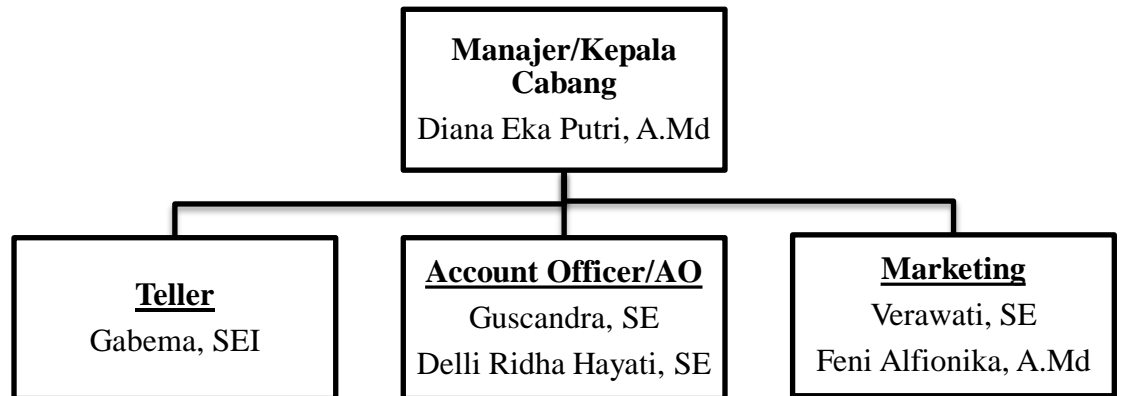 Manajer/Kepala
Cabang
Diana Eka Putri, A.Md
Teller
Gabema, SEI
Account Officer/AO
Guscandra, SE
Delli Ridha Hayati, SE
Marketing
Verawati, SE
Feni Alfionika, A.Md